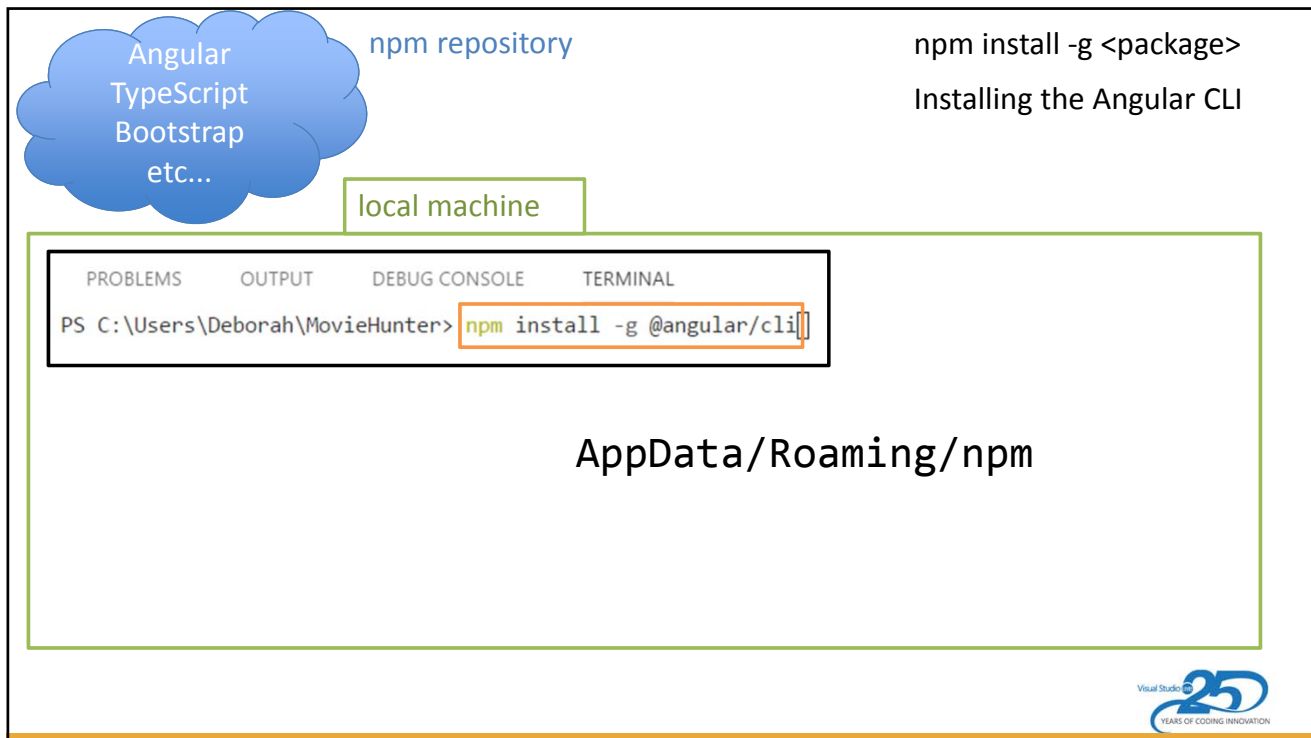 Angular
TypeScript
Bootstrap
etc...
npm repository
npm install -g <package>
Installing the Angular CLI
local machine
PROBLEMS OUTPUT DEBUG CONSOLE TERMINAL
PS C:\Users\Deborah\MovieHunter> npm install -g @angular/cli
AppData/Roaming/npm
Visual Studio
25
YEARS OF CODING INNOVATION